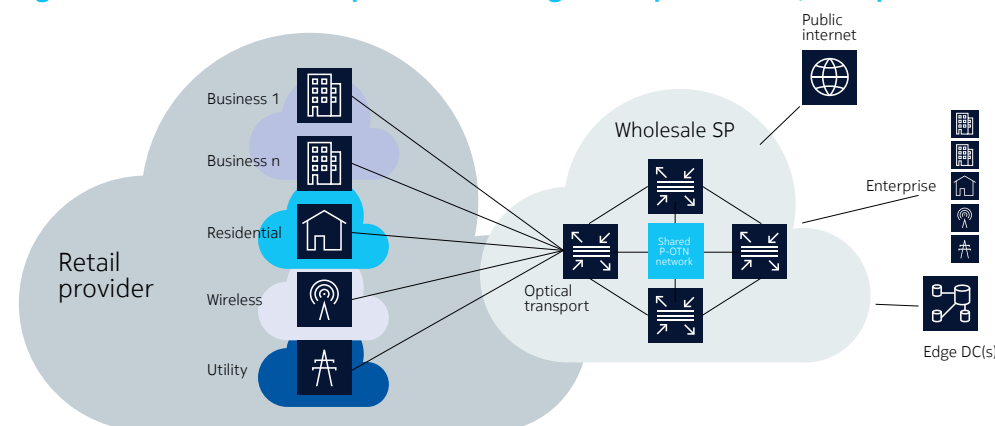 Public
internet
Business 1
Wholesale SP
Business n
Enterprise
Residential
Shared
P-OTN
network
Retail
provider
Optical
transport
Wireless
Edge DC(s)
Utility